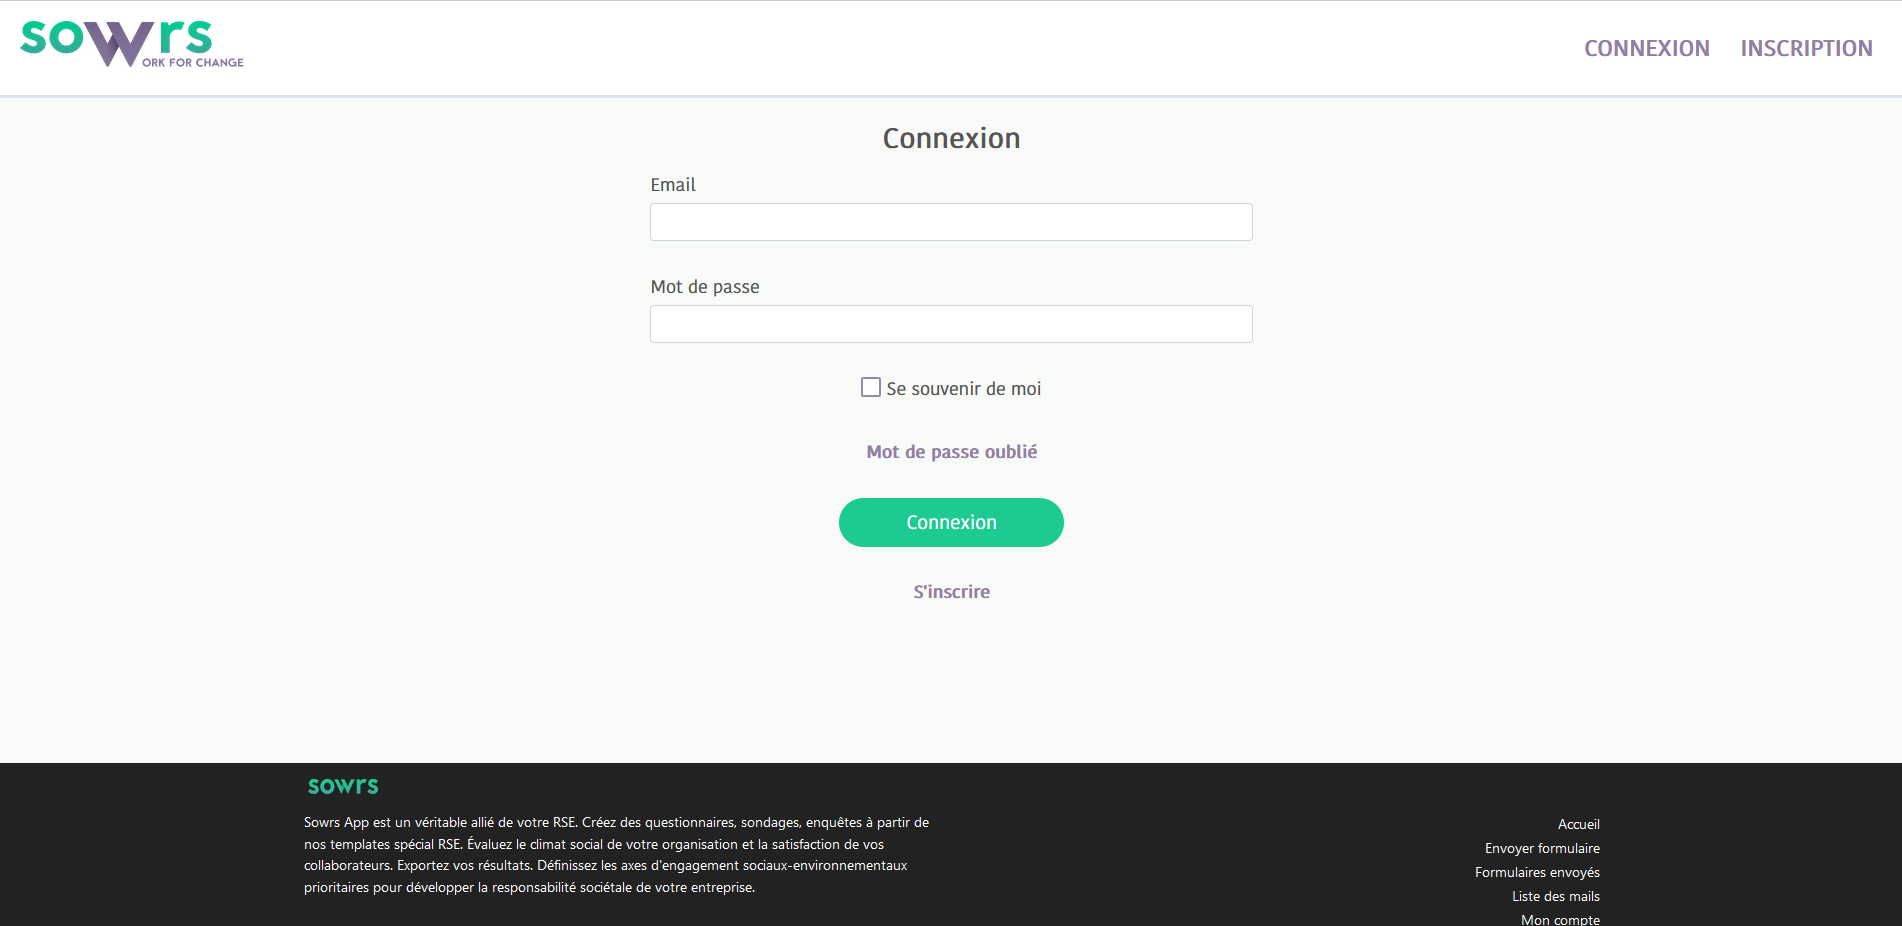 sowrs
ORK FOR CHANGE
CONNEXION
INSCRIPTION
Connexion
Email
Mot de passe
Se souvenir de moi
Mot de passe oublié
Connexion
S'inscrire
sowrs
Sowrs App est un véritable allié de votre RSE. Créez des questionnaires, sondages, enquêtes à partir de
nos templates spécial RSE. Évaluez le climat social de votre organisation et la satisfaction de vos
collaborateurs. Exportez vos résultats. Définissez les axes d'engagement sociaux-environnementaux
prioritaires pour développer la responsabilité sociétale de votre entreprise.
Accueil
Envoyer formulaire
Formulaires envoyés
Liste des mails
Mon compte